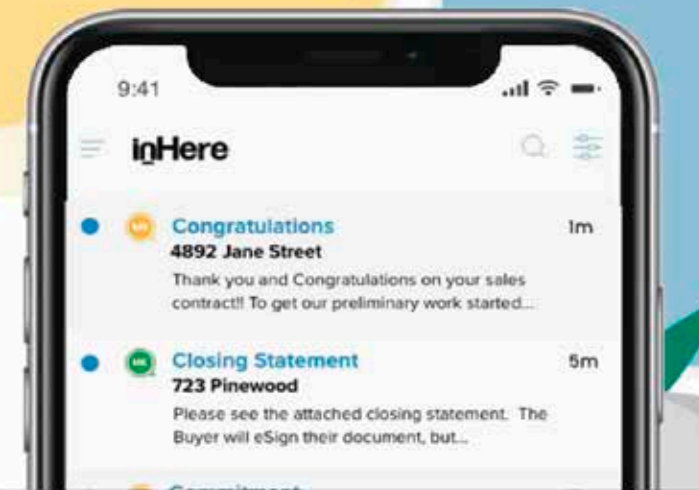 9:41
inHere
Congratulations 1m
4892 Jane Street
Thank you and Congratulations on your sales
contract!! To get our preliminary work started...
Closing Statement 5m
723 Pinewood
Please see the attached closing statement. The
Buyer will eSign their document, but...
Commitment